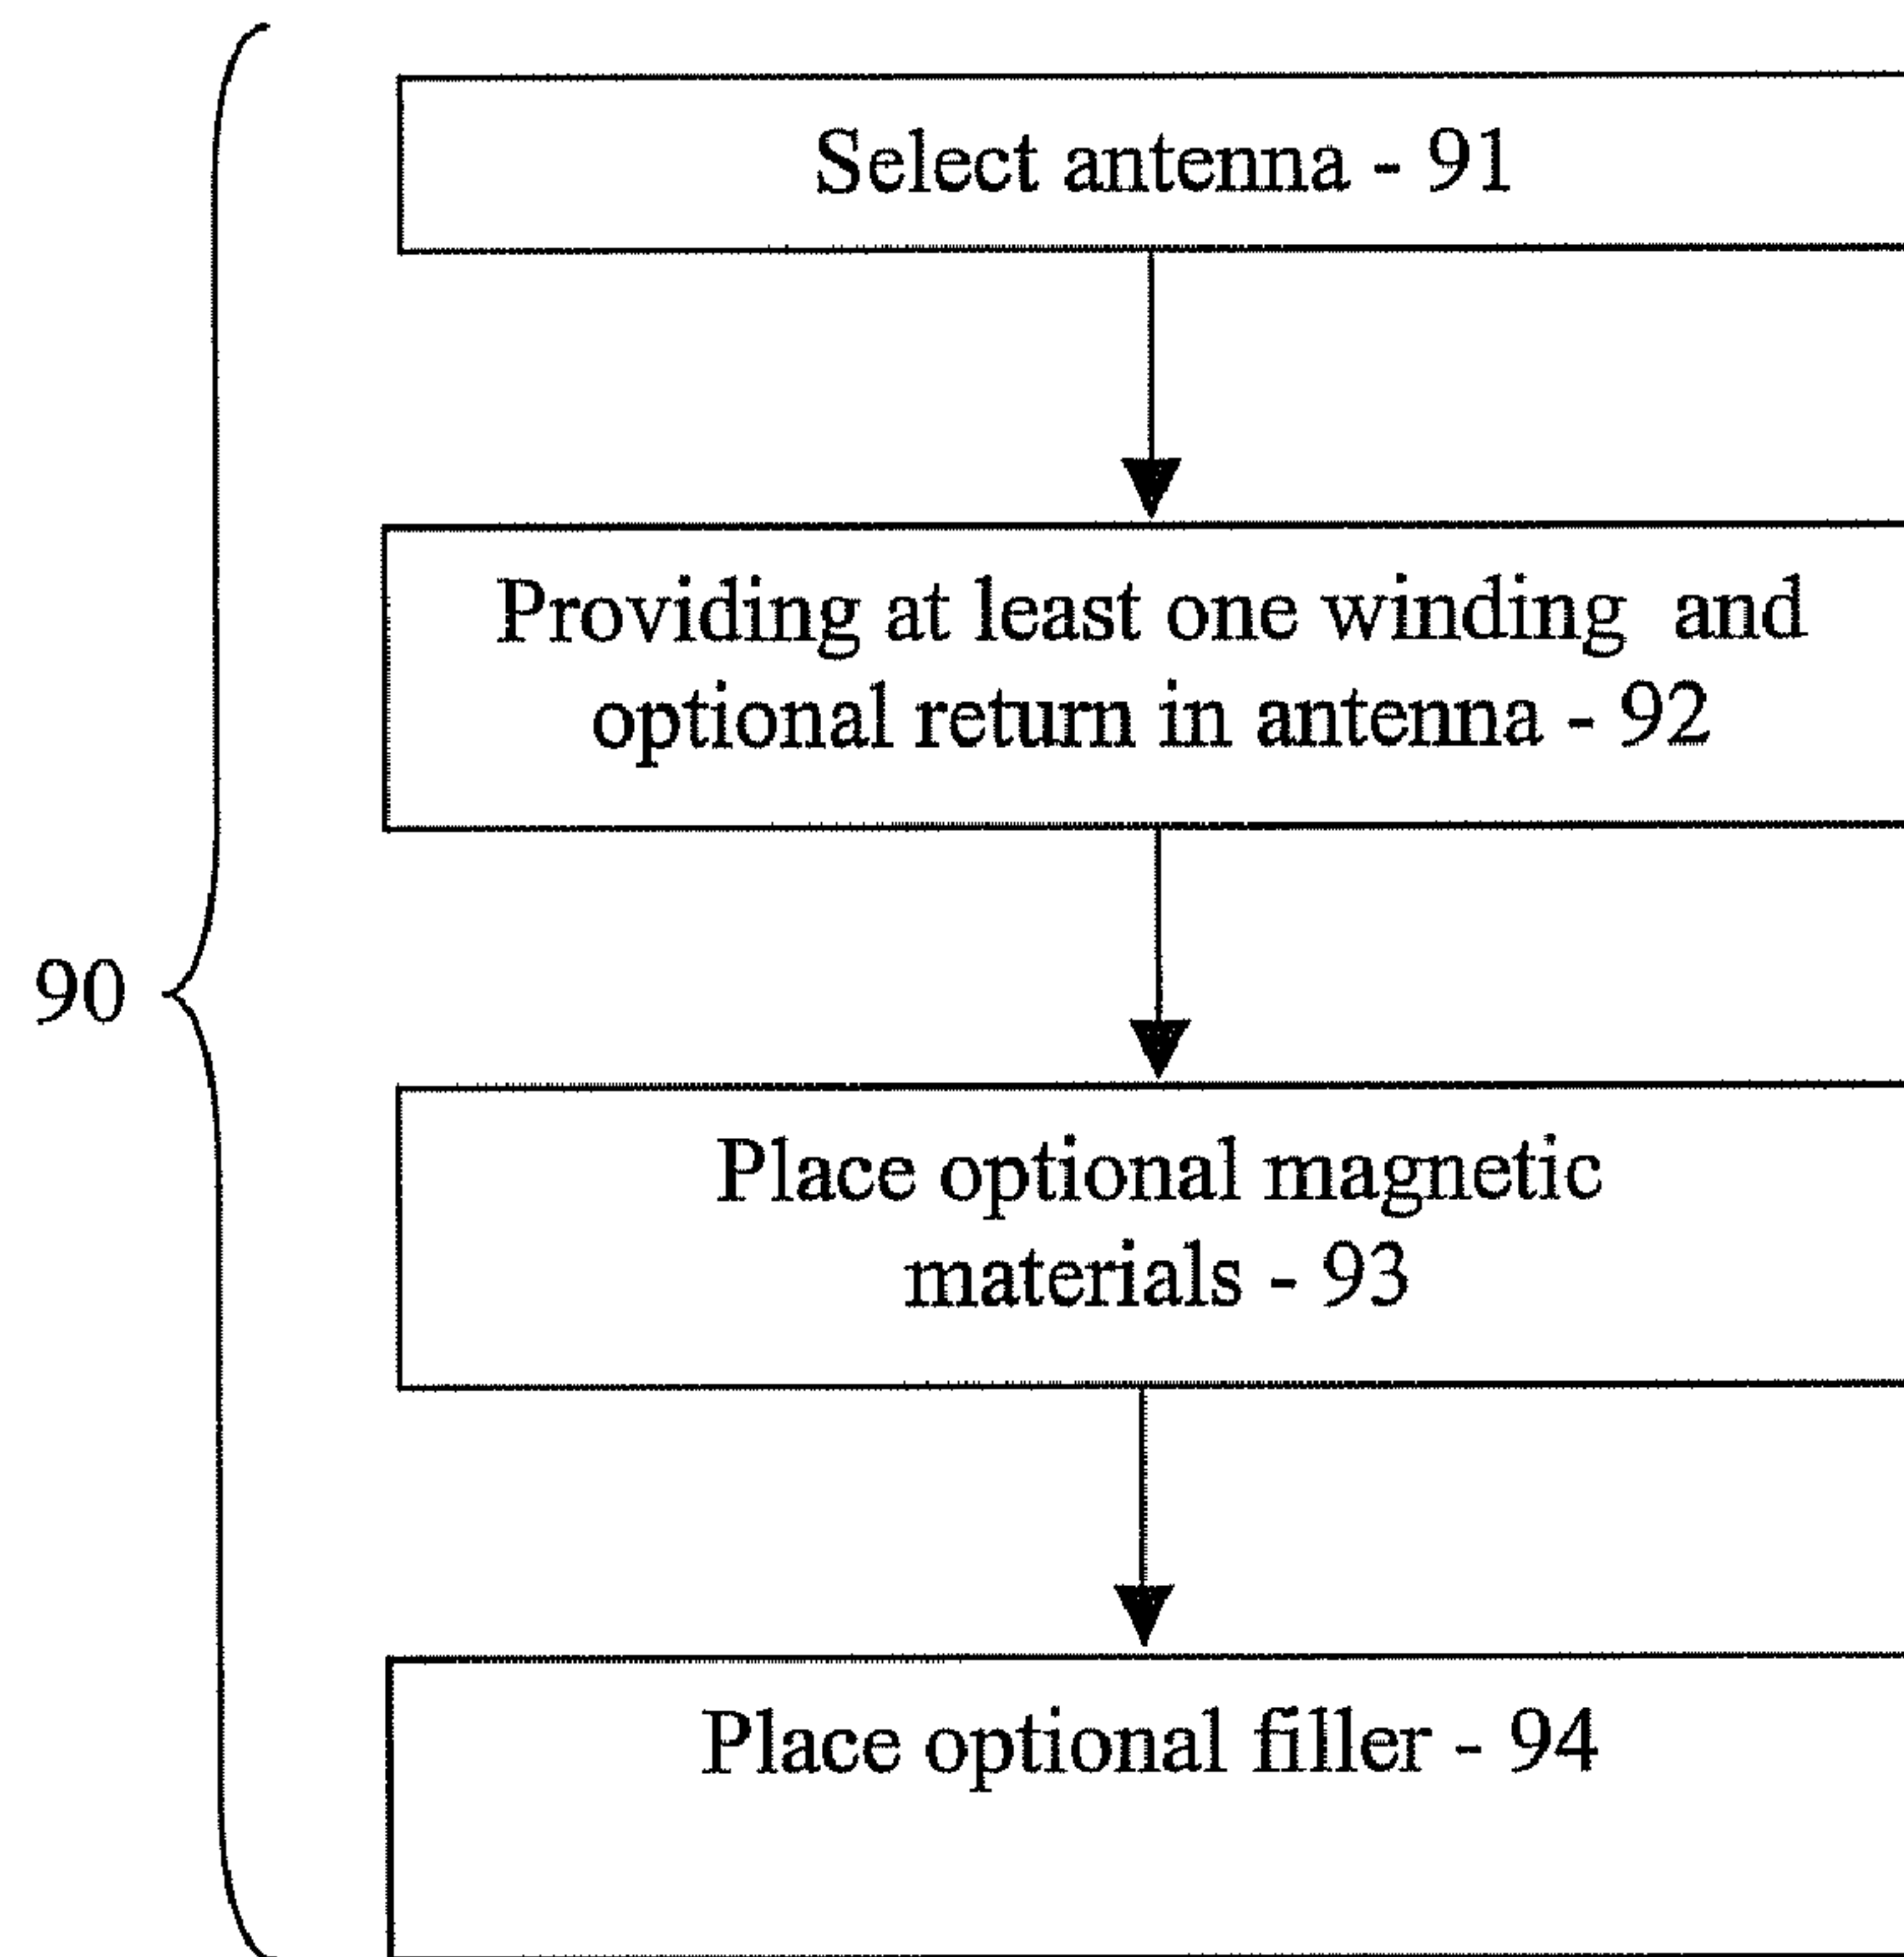 Select antenna - 91
Providing at least one winding and
optional return in antenna - 92
90
Place optional magnetic
materials - 93
Place optional filler - 94